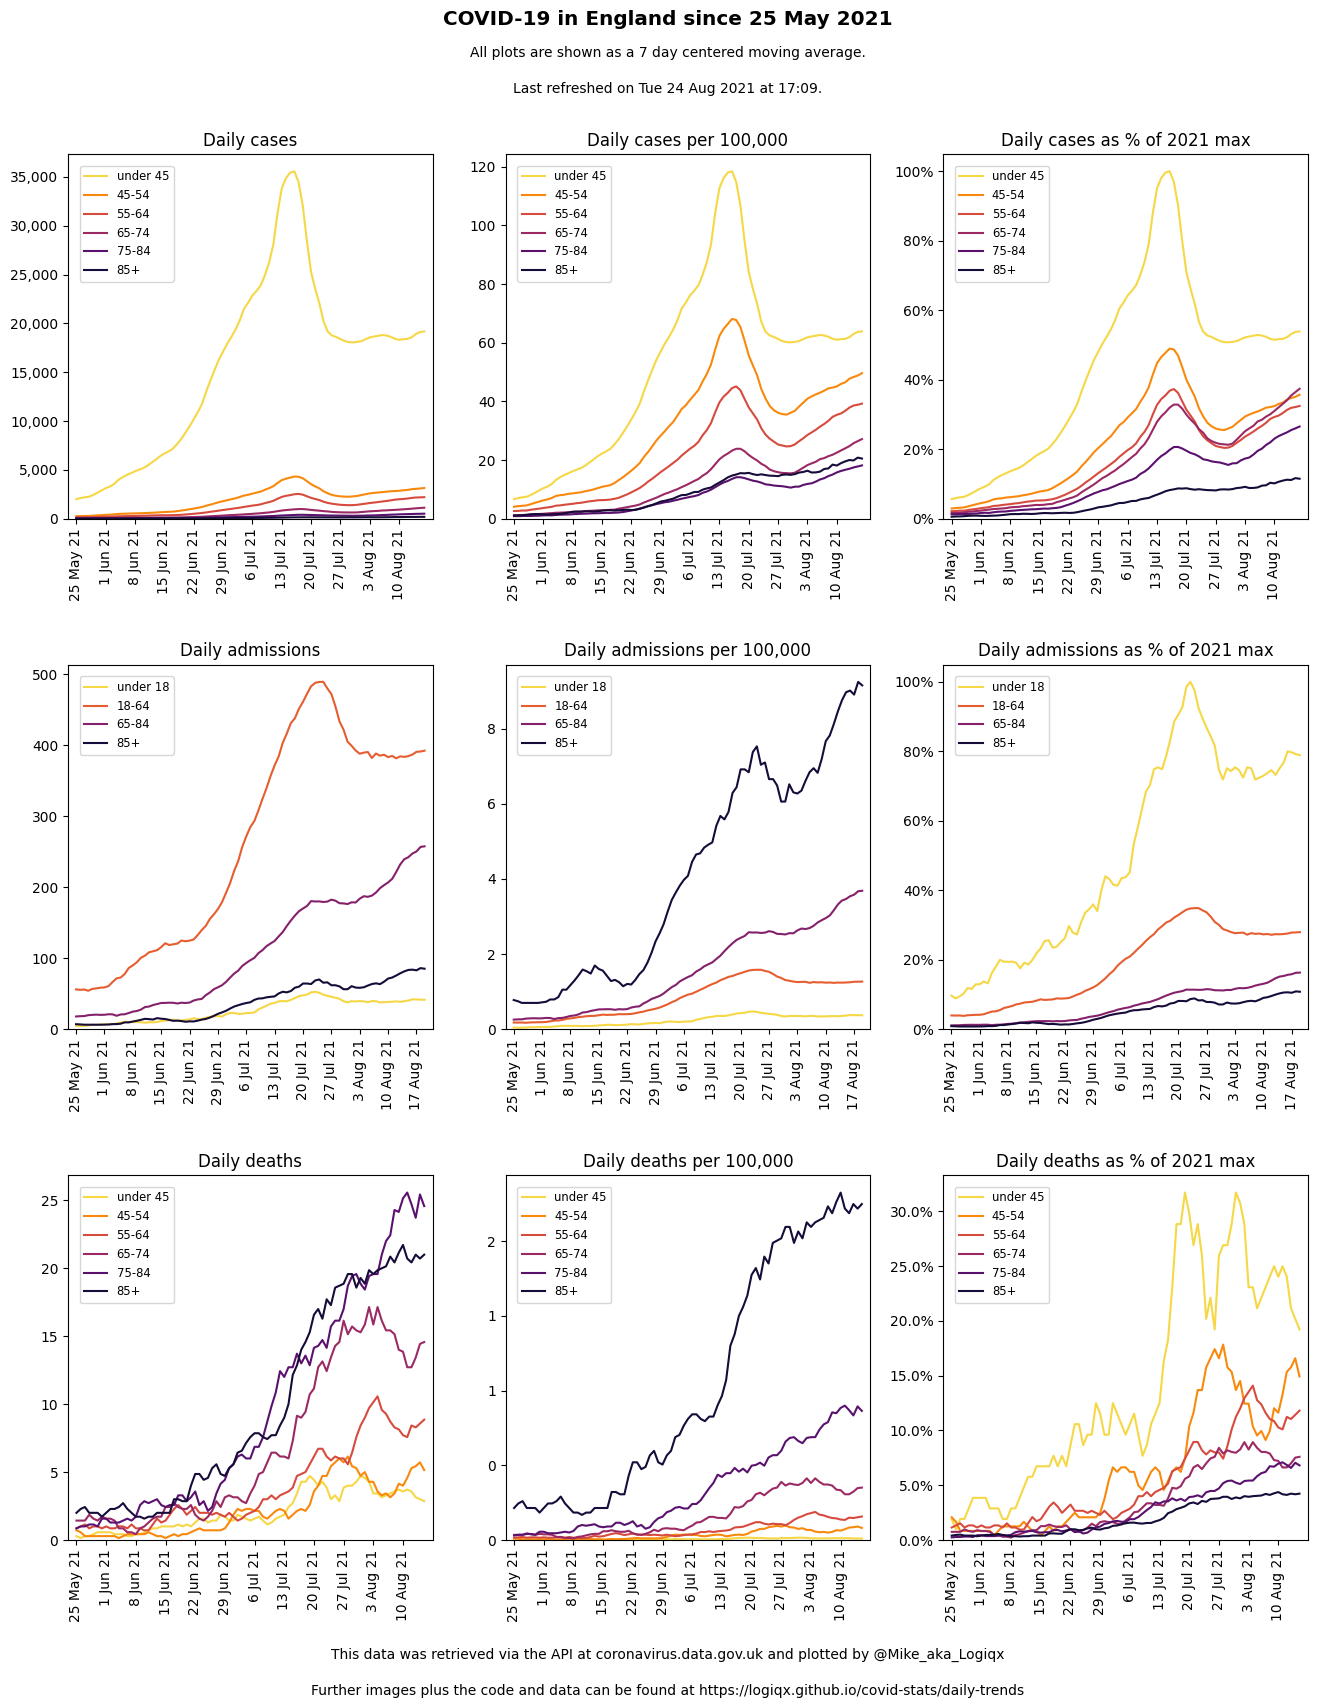 COVID-19 in England since 25 May 2021
All plots are shown as a 7 day centered moving average.
Last refreshed on Tue 24 Aug 2021 at 17:09.
Daily cases
35,000
30,000
25,000
20,000
15,000
10,000
5,000
0
under 45
45-54
55-64
65-74
75-84
85+
25 May 21
1 Jun 21
8 Jun 21
15 Jun 21
22 Jun 21
29 Jun 21
6 Jul 21
13 Jul 21
20 Jul 21
27 Jul 21
3 Aug 21
10 Aug 21
Daily cases per 100,000
120
100
80
60
40
20
0
under 45
45-54
55-64
65-74
75-84
85+
25 May 21
1 Jun 21
8 Jun 21
15 Jun 21
22 Jun 21
29 Jun 21
6 Jul 21
13 Jul 21
20 Jul 21
27 Jul 21
3 Aug 21
10 Aug 21
Daily cases as % of 2021 max
100%
80%
60%
40%
20%
0%
under 45
45-54
55-64
65-74
75-84
85+
25 May 21
1 Jun 21
8 Jun 21
15 Jun 21
22 Jun 21
29 Jun 21
6 Jul 21
13 Jul 21
20 Jul 21
27 Jul 21
3 Aug 21
10 Aug 21
Daily admissions
500
400
300
200
100
0
under 18
18-64
65-84
85+
25 May 21
1 Jun 21
8 Jun 21
15 Jun 21
22 Jun 21
29 Jun 21
6 Jul 21
13 Jul 21
20 Jul 21
27 Jul 21
3 Aug 21
10 Aug 21
17 Aug 21
Daily admissions per 100,000
8
6
4
2
0
under 18
18-64
65-84
85+
25 May 21
1 Jun 21
8 Jun 21
15 Jun 21
22 Jun 21
29 Jun 21
6 Jul 21
13 Jul 21
20 Jul 21
27 Jul 21
3 Aug 21
10 Aug 21
17 Aug 21
Daily admissions as % of 2021 max
100%
80%
60%
40%
20%
0%
under 18
18-64
65-84
85+
25 May 21
1 Jun 21
8 Jun 21
15 Jun 21
22 Jun 21
29 Jun 21
6 Jul 21
13 Jul 21
20 Jul 21
27 Jul 21
3 Aug 21
10 Aug 21
17 Aug 21
Daily deaths
25
20
15
10
5
0
under 45
45-54
55-64
65-74
75-84
85+
25 May 21
1 Jun 21
8 Jun 21
15 Jun 21
22 Jun 21
29 Jun 21
6 Jul 21
13 Jul 21
20 Jul 21
27 Jul 21
3 Aug 21
10 Aug 21
Daily deaths per 100,000
2
1
1
0
0
under 45
45-54
55-64
65-74
75-84
85+
25 May 21
1 Jun 21
8 Jun 21
15 Jun 21
22 Jun 21
29 Jun 21
6 Jul 21
13 Jul 21
20 Jul 21
27 Jul 21
3 Aug 21
10 Aug 21
Daily deaths as % of 2021 max
30.0%
25.0%
20.0%
15.0%
10.0%
5.0%
0.0%
under 45
45-54
55-64
65-74
75-84
85+
25 May 21
1 Jun 21
8 Jun 21
15 Jun 21
22 Jun 21
29 Jun 21
6 Jul 21
13 Jul 21
20 Jul 21
27 Jul 21
3 Aug 21
10 Aug 21
This data was retrieved via the API at coronavirus.data.gov.uk and plotted by @Mike_aka_Logiqx
Further images plus the code and data can be found at https://logiqx.github.io/covid-stats/daily-trends